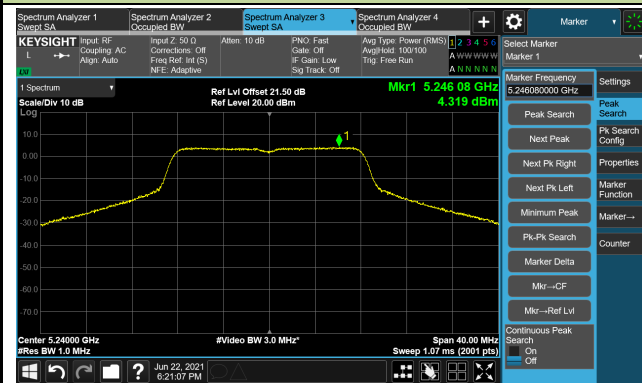 Spectrum Analyzer 1
Swept SA
Spectrum Analyzer 2
Occupied BW
Spectrum Analyzer 3
Swept SA
Spectrum Analyzer 4
Occupied BW
+
Marker
KEYSIGHT
L
Input: RF
Coupling: AC
Align: Auto
Input Z: 50 Ω
Corrections: Off
Freq Ref: Int (S)
NFE: Adaptive
Atten: 10 dB
PNO: Fast
Gate: Off
IF Gain: Low
Sig Track: Off
Avg Type: Power (RMS)
Avg|Hold: 100/100
Trig: Free Run
1 2 3 4 5 6
A W W W W W
A N N N N N
Select Marker
Marker 1
1 Spectrum
Scale/Div 10 dB
Log
Ref Lvl Offset 21.50 dB
Ref Level 20.00 dBm
Mkr1 5.246 08 GHz
4.319 dBm
10.0
0.00
-10.0
-20.0
-30.0
-40.0
-50.0
-60.0
-70.0
1
Center 5.24000 GHz
#Res BW 1.0 MHz
#Video BW 3.0 MHz*
Span 40.00 MHz
Sweep 1.07 ms (2001 pts)
Marker Frequency
5.246080000 GHz
Peak Search
Next Peak
Next Pk Right
Next Pk Left
Minimum Peak
Pk-Pk Search
Marker Delta
Mkr→CF
Mkr→Ref Lvl
Continuous Peak
Search
On
Off
Settings
Peak
Search
Pk Search
Config
Properties
Marker
Function
Marker→
Counter
?
Jun 22, 2021
6:21:07 PM